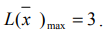 L(x̄)max = 3.